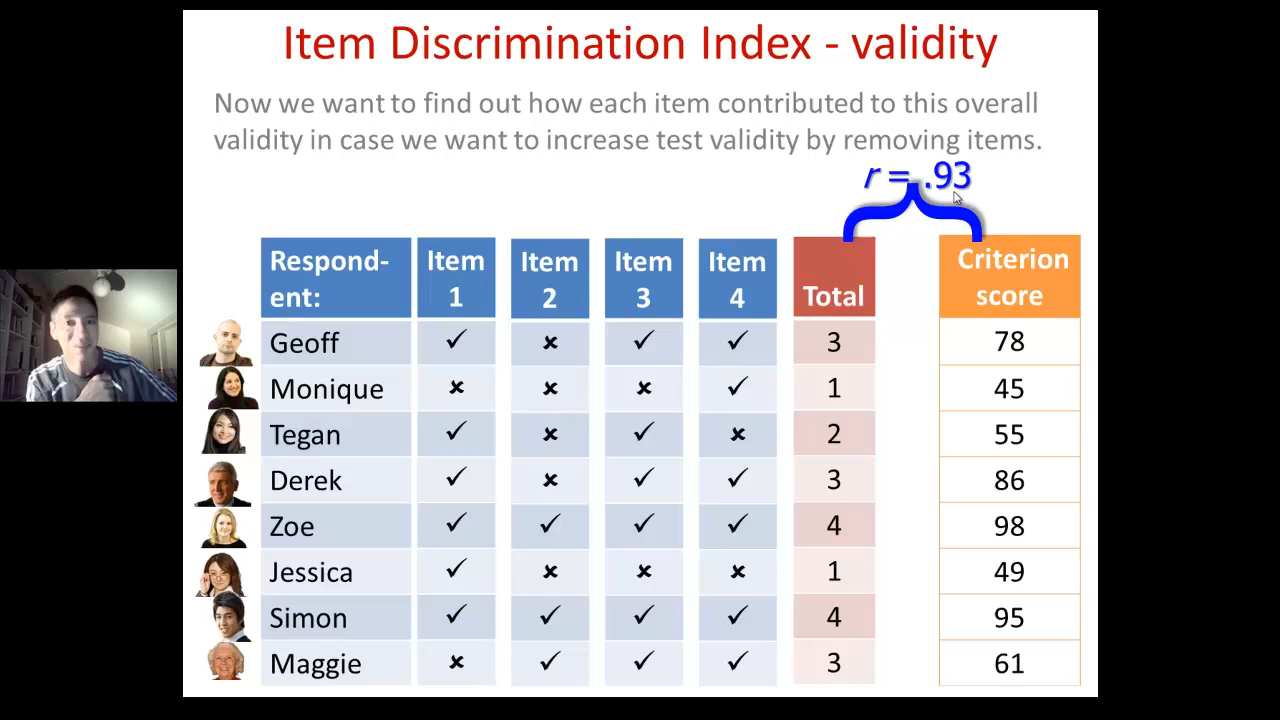 Item Discrimination Index - validity
Now we want to find out how each item contributed to this overall
validity in case we want to increase test validity by removing items.
r = .93
Respond-
ent:
Item
1
Item
2
Item
3
Item
4
Total
Criterion
score
Geoff ✓ ✗ ✓ ✓ 3 78
Monique ✗ ✗ ✗ ✓ 1 45
Tegan ✓ ✗ ✓ ✗ 2 55
Derek ✓ ✗ ✓ ✓ 3 86
Zoe ✓ ✓ ✓ ✓ 4 98
Jessica ✓ ✗ ✗ ✗ 1 49
Simon ✓ ✓ ✓ ✓ 4 95
Maggie ✗ ✓ ✓ ✓ 3 61